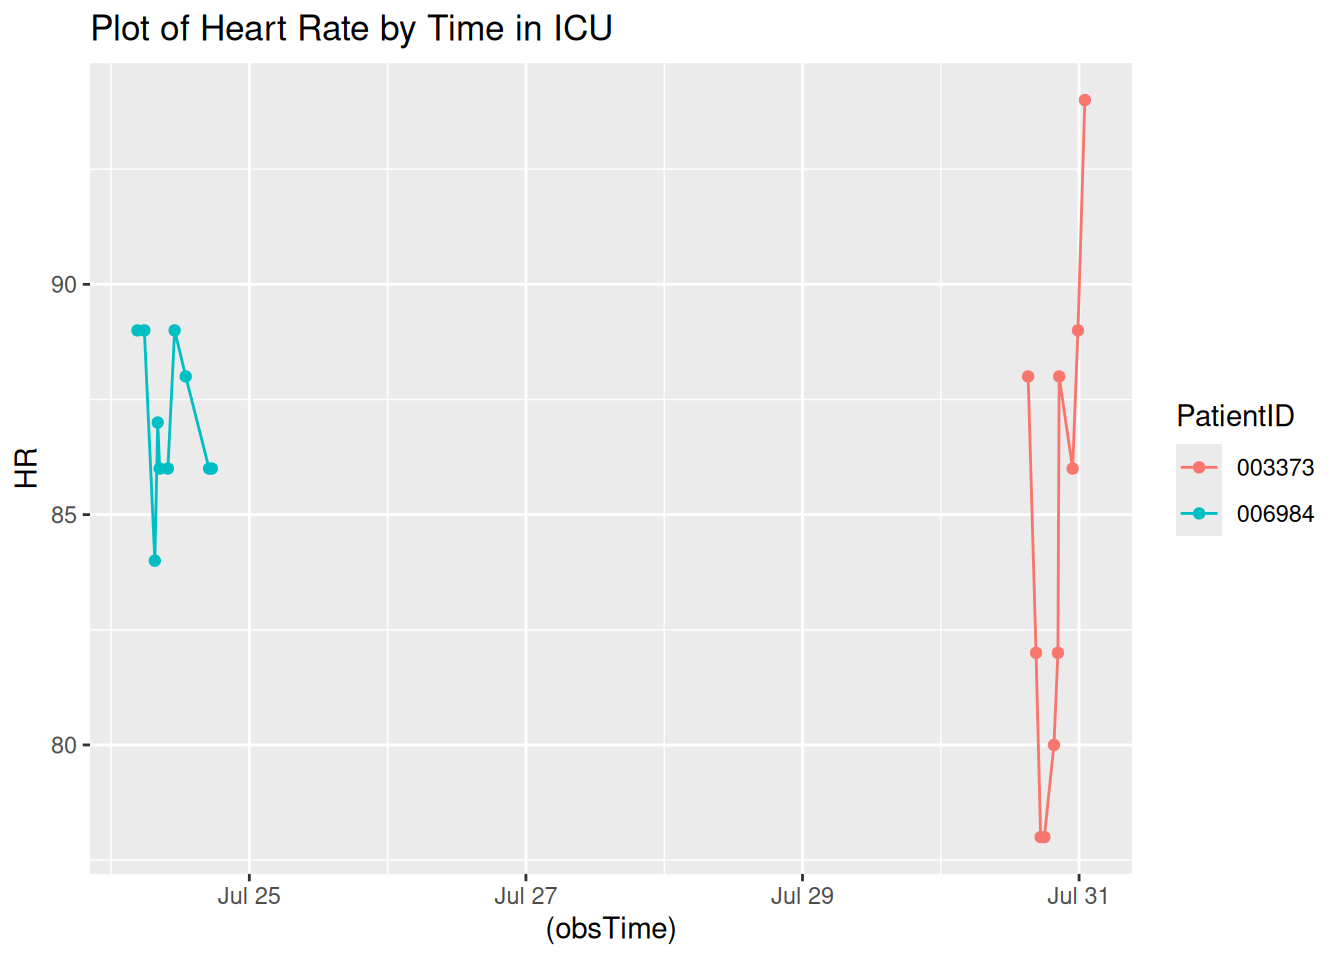 Plot of Heart Rate by Time in ICU
90
85
80
HR
Jul 25
Jul 27
Jul 29
Jul 31
(obsTime)
PatientID
003373
006984